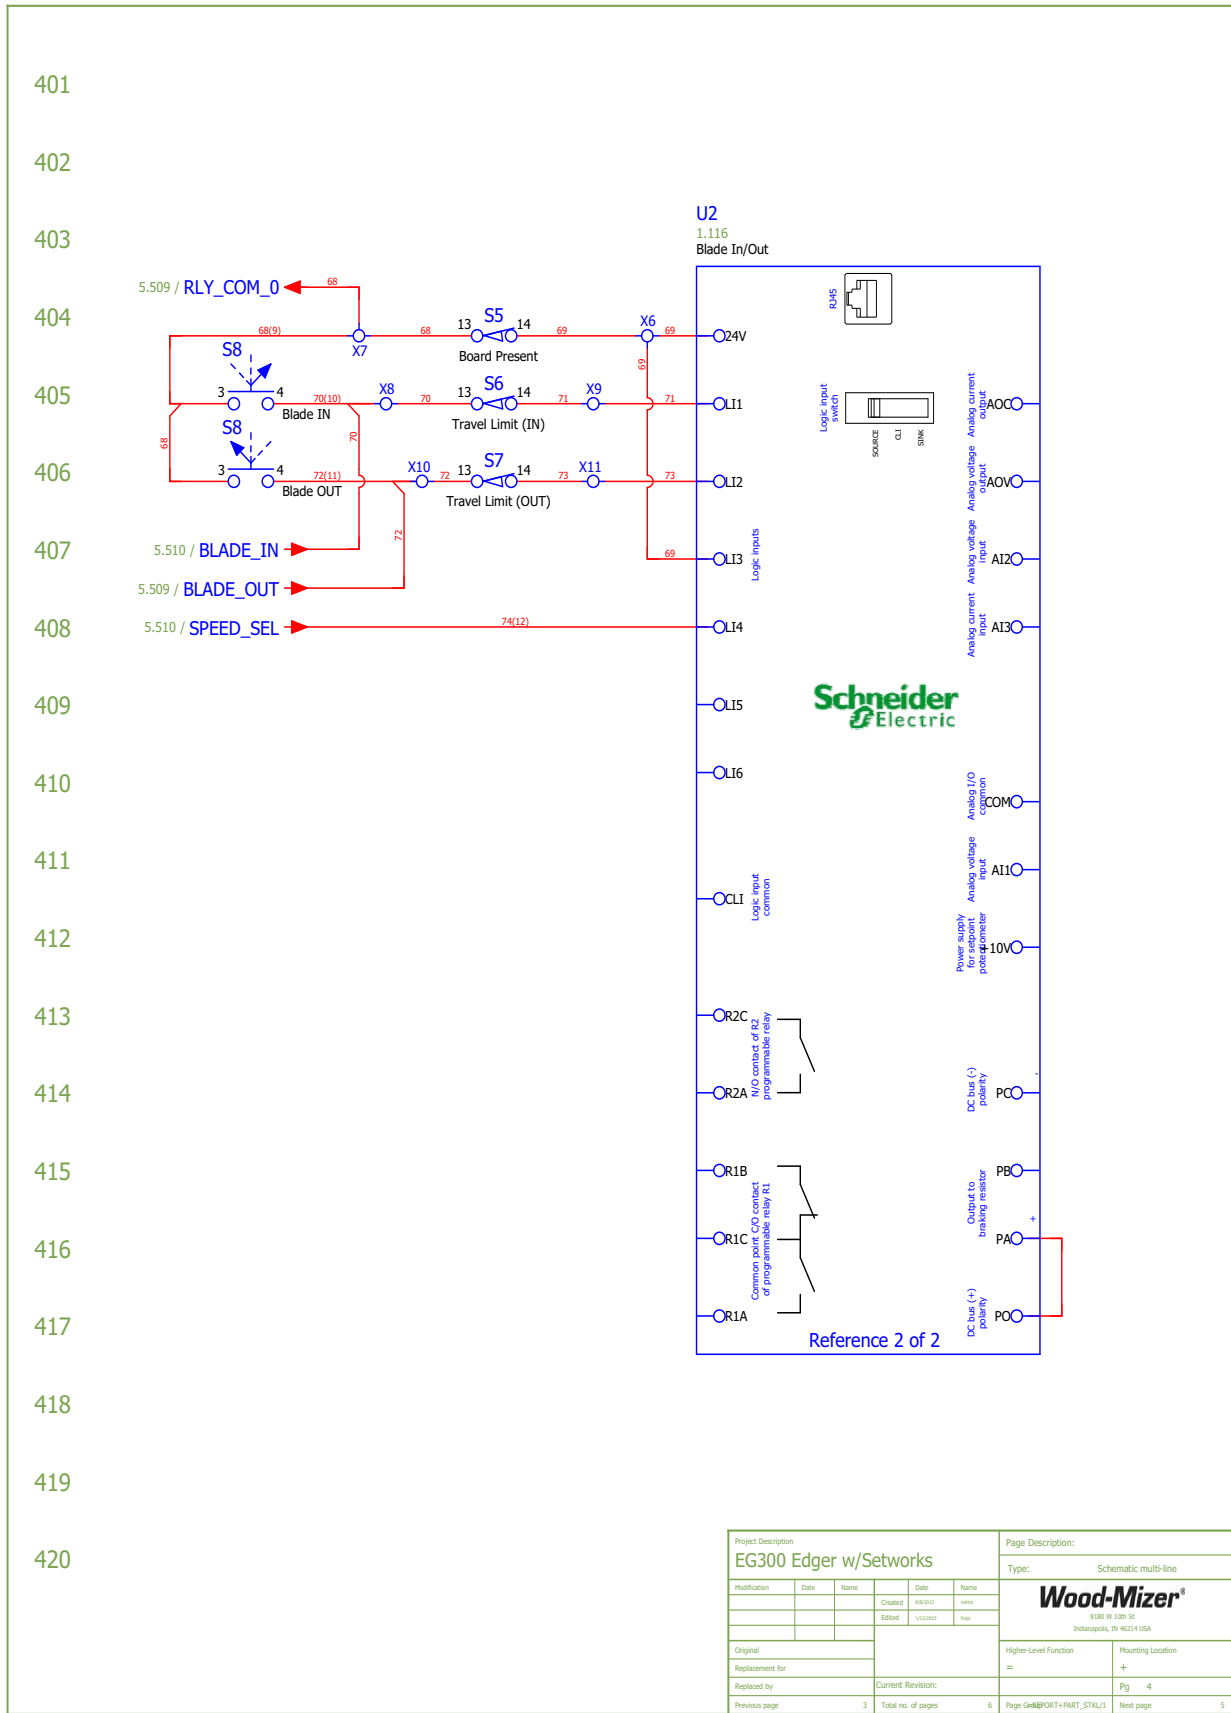 401
402
403
404
405
406
407
408
409
410
411
412
413
414
415
416
417
418
419
420
U2
1.116
Blade In/Out
5.509 / RLY_COM_0
68
68(9)
X7
68
13
S5
14
Board Present
69
X6
69
69
24V
S8
3
4
Blade IN
70(10)
X8
70
13
S6
14
Travel Limit (IN)
71
X9
71
LI1
68
70
S8
3
4
Blade OUT
72(11)
X10
72
13
S7
14
Travel Limit (OUT)
73
X11
73
LI2
72
5.510 / BLADE_IN
69
LI3
Logic inputs
5.509 / BLADE_OUT
5.510 / SPEED_SEL
74(12)
LI4
LI5
LI6
CLI
Logic input
common
R2C
R2A
N/O contact of R2
programmable relay
R1B
R1C
R1A
Common point C/O contact
of programmable relay R1
RJ45
Logic input
switch
SOURCE
CLI
SINK
Analog current
output
AOC
Analog voltage
output
AOV
Analog voltage
input
AI2
Analog current
input
AI3
Schneider
Electric
Analog I/O
common
COM
Analog voltage
input
AI1
Power supply
for setpoint
potentiometer
+10V
DC bus (-)
polarity
-
PC
PB
Output to
braking resistor
+
PA
DC bus (+)
polarity
PO
Reference 2 of 2
Project Description
EG300 Edger w/Setworks
Page Description:
Type:
Schematic multi-line
Modification
Date
Name
Date
Name
Created
Edited
Wood-Mizer®
8180 W 10th St
Indianapolis, IN 46214 USA
Original
Replacement for
Replaced by
Current Revision:
Higher-Level Function
=
Mounting Location
+
Pg 4
Previous page 3
Total no. of pages 6
Next page 5